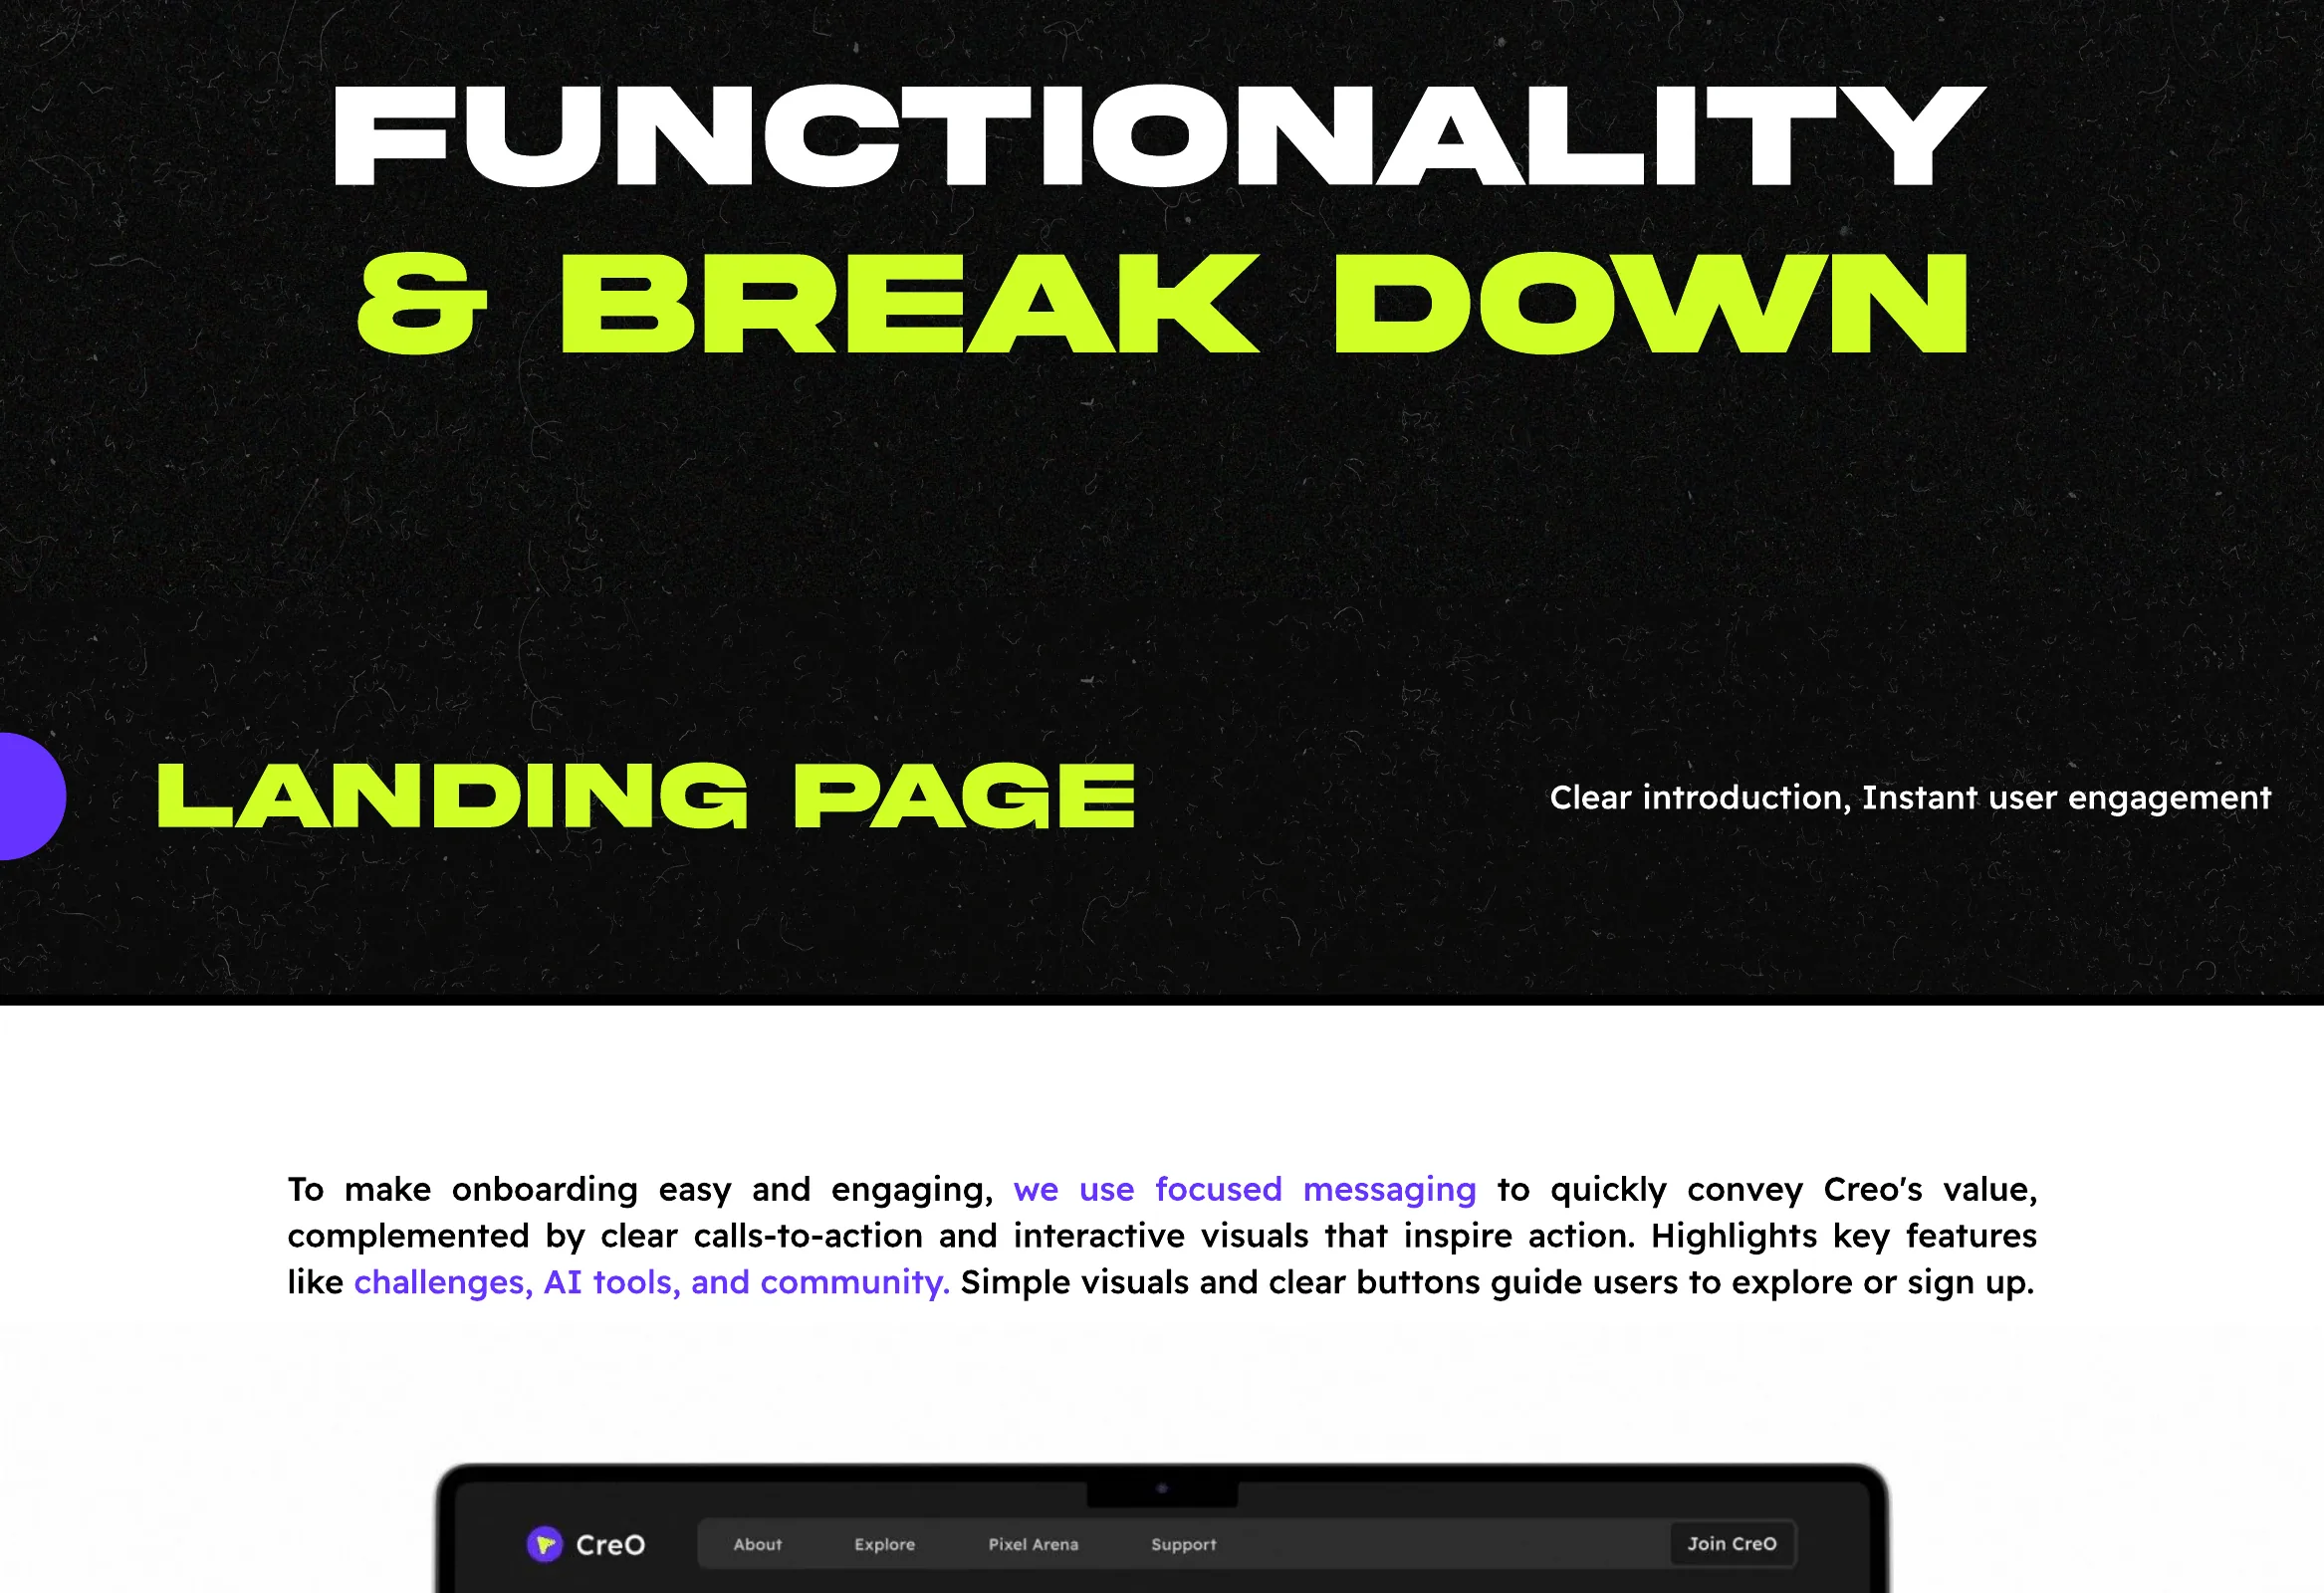 FUNCTIONALITY
& BREAK DOWN
LANDING PAGE
Clear introduction, Instant user engagement
To make onboarding easy and engaging, we use focused messaging to quickly convey Creo's value,
complemented by clear calls-to-action and interactive visuals that inspire action. Highlights key features
like challenges, AI tools, and community. Simple visuals and clear buttons guide users to explore or sign up.
CreO
About
Explore
Pixel Arena
Support
Join CreO